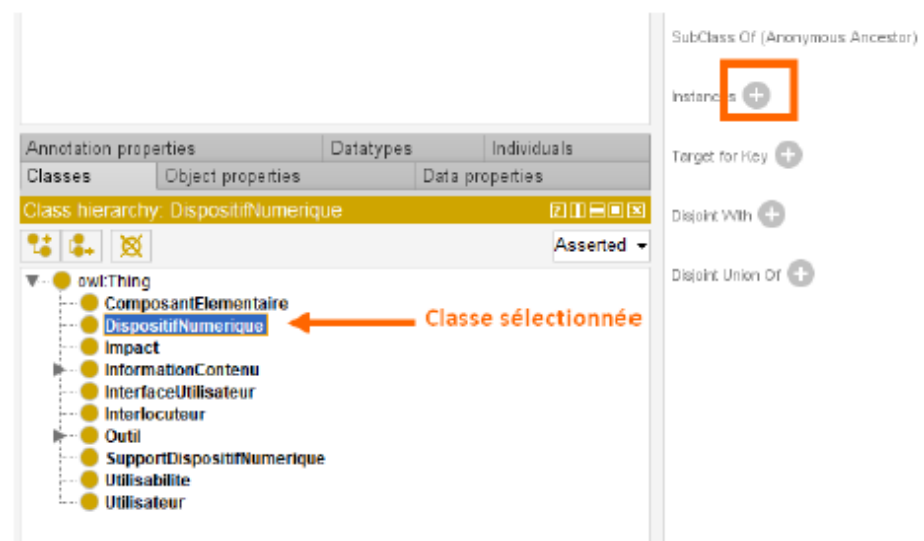 SubClass Of (Anonymous Ancestor)
Instances
Annotation properties Datatypes Individuals
Target for Key
Classes Object properties Data properties
Class hierarchy: DispositifNumerique
Disjoint With
Asserted
owl:Thing
Disjoint Union Of
ComposantElementaire
DispositifNumerique
Classe sélectionnée
Impact
InformationContenu
InterfaceUtilisateur
Interlocuteur
Outil
SupportDispositifNumerique
Utilisabilite
Utilisateur